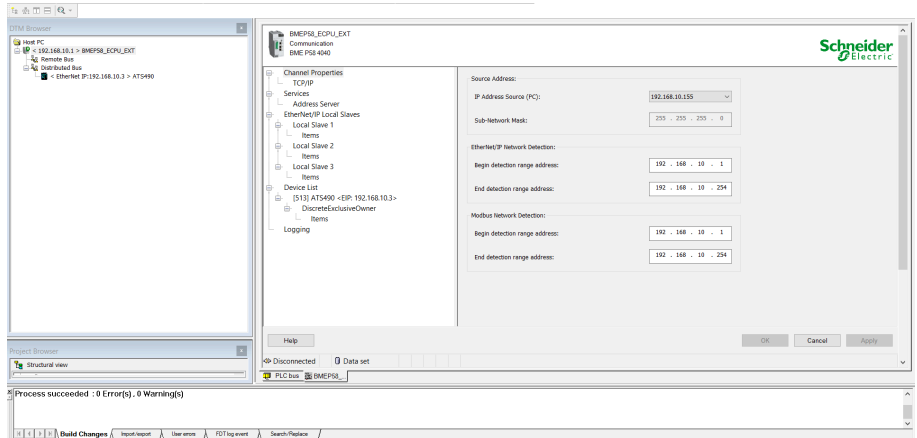 DTM Browser
Host PC
< 192.168.10.1 > BMEP58_ECPU_EXT
Remote Bus
Distributed Bus
< EtherNet IP:192.168.10.3 > ATS490
BMEP58_ECPU_EXT
Communication
BME P58 4040
Schneider
Electric
Channel Properties
TCP/IP
Services
Address Server
EtherNet/IP Local Slaves
Local Slave 1
Items
Local Slave 2
Items
Local Slave 3
Items
Device List
[513] ATS490 <EIP: 192.168.10.3>
DiscreteExclusiveOwner
Items
Logging
Source Address:
IP Address Source (PC): 192.168.10.155
Sub-Network Mask: 255 . 255 . 255 . 0
EtherNet/IP Network Detection:
Begin detection range address: 192 . 168 . 10 . 1
End detection range address: 192 . 168 . 10 . 254
Modbus Network Detection:
Begin detection range address: 192 . 168 . 10 . 1
End detection range address: 192 . 168 . 10 . 254
Help OK Cancel Apply
Disconnected Data set
PLC bus BMEP58_...
Project Browser
Structural view
Process succeeded : 0 Error(s) , 0 Warning(s)
Build Changes Import/export User errors FDT log event Search/Replace